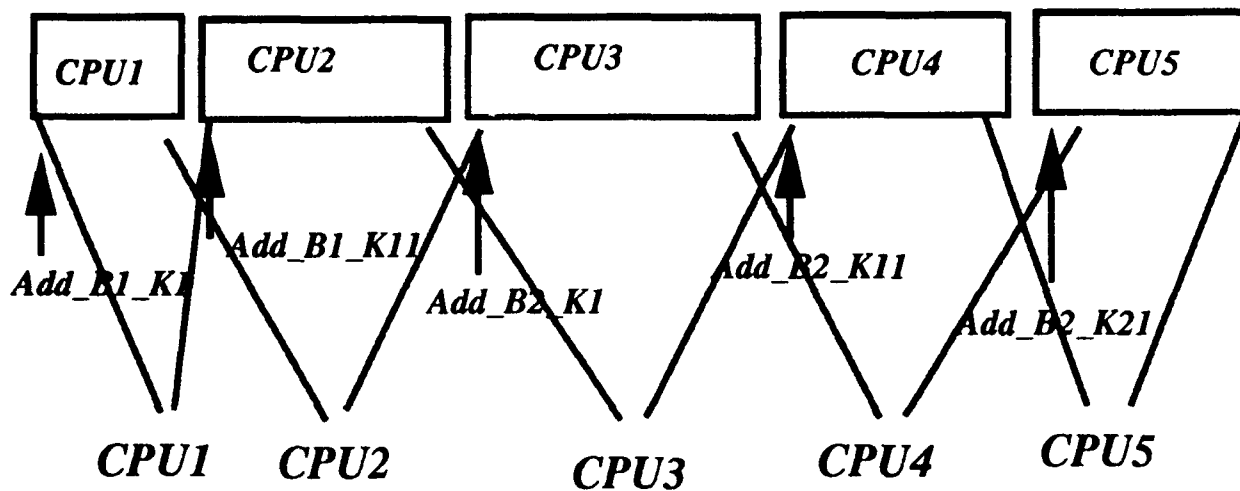 CPU1 CPU2 CPU3 CPU4 CPU5
Add_B1_K1
Add_B1_K11
Add_B2_K1
Add_B2_K11
Add_B2_K21
CPU1 CPU2 CPU3 CPU4 CPU5